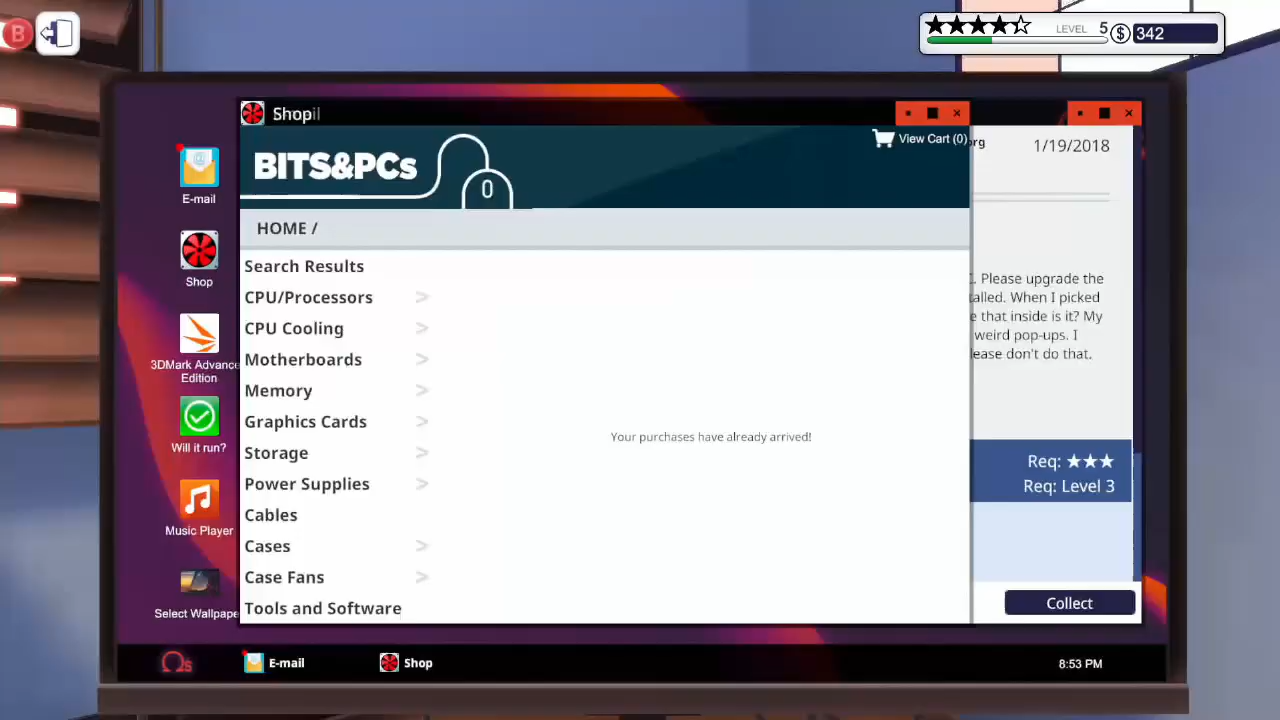 B
LEVEL 5
$ 342
Shop
View Cart (0)
BITS&PCs
0
HOME /
Search Results
CPU/Processors >
CPU Cooling >
Motherboards >
Memory >
Graphics Cards >
Storage >
Power Supplies >
Cables
Cases >
Case Fans >
Tools and Software
Your purchases have already arrived!
E-mail
Shop
3DMark Advance
Edition
Will it run?
Music Player
Select Wallpape
org
1/19/2018
. Please upgrade the
alled. When I picked
e that inside is it? My
weird pop-ups. I
lease don't do that.
Req: ★★★
Req: Level 3
Collect
Ωs
E-mail
Shop
8:53 PM